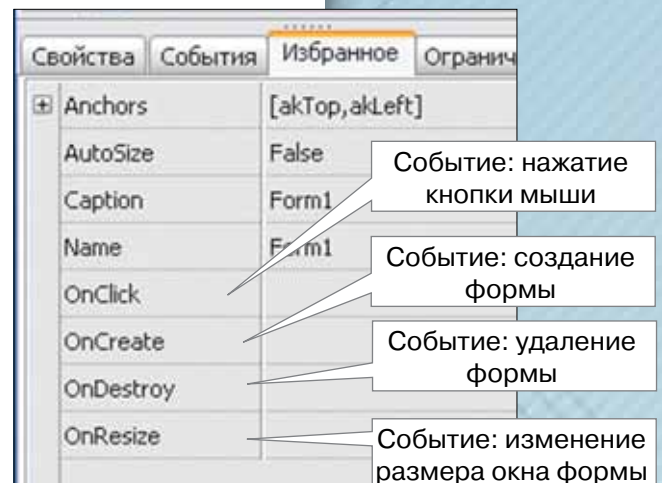 Свойства События Избранное Огранич
Anchors [akTop,akLeft]
AutoSize False
Caption Form1
Name Form1
OnClick
OnCreate
OnDestroy
OnResize
Событие: нажатие
кнопки мыши
Событие: создание
формы
Событие: удаление
формы
Событие: изменение
размера окна формы